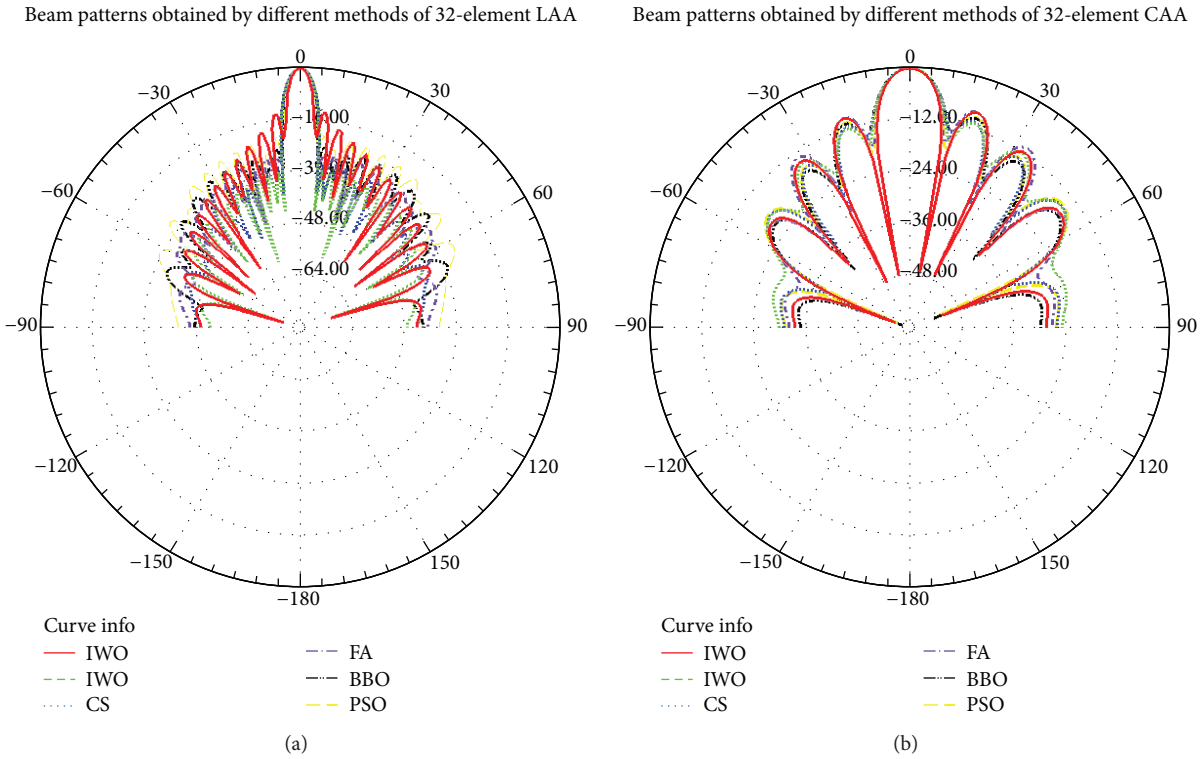 Beam patterns obtained by different methods of 32-element LAA
0
−30
30
−60
60
−90
90
−120
120
−150
150
−180
−16.00
−32.00
−48.00
−64.00
Curve info
IWO
IWO
CS
FA
BBO
PSO
(a)
Beam patterns obtained by different methods of 32-element CAA
0
−30
30
−60
60
−90
90
−120
120
−150
150
−180
−12.00
−24.00
−36.00
−48.00
Curve info
IWO
IWO
CS
FA
BBO
PSO
(b)